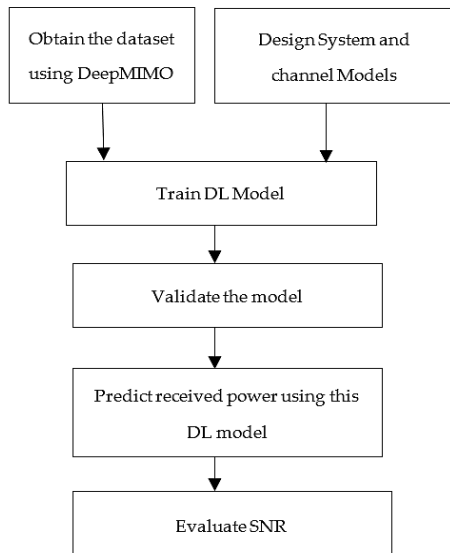 Obtain the dataset
using DeepMIMO
Design System and
channel Models
Train DL Model
Validate the model
Predict received power using this
DL model
Evaluate SNR